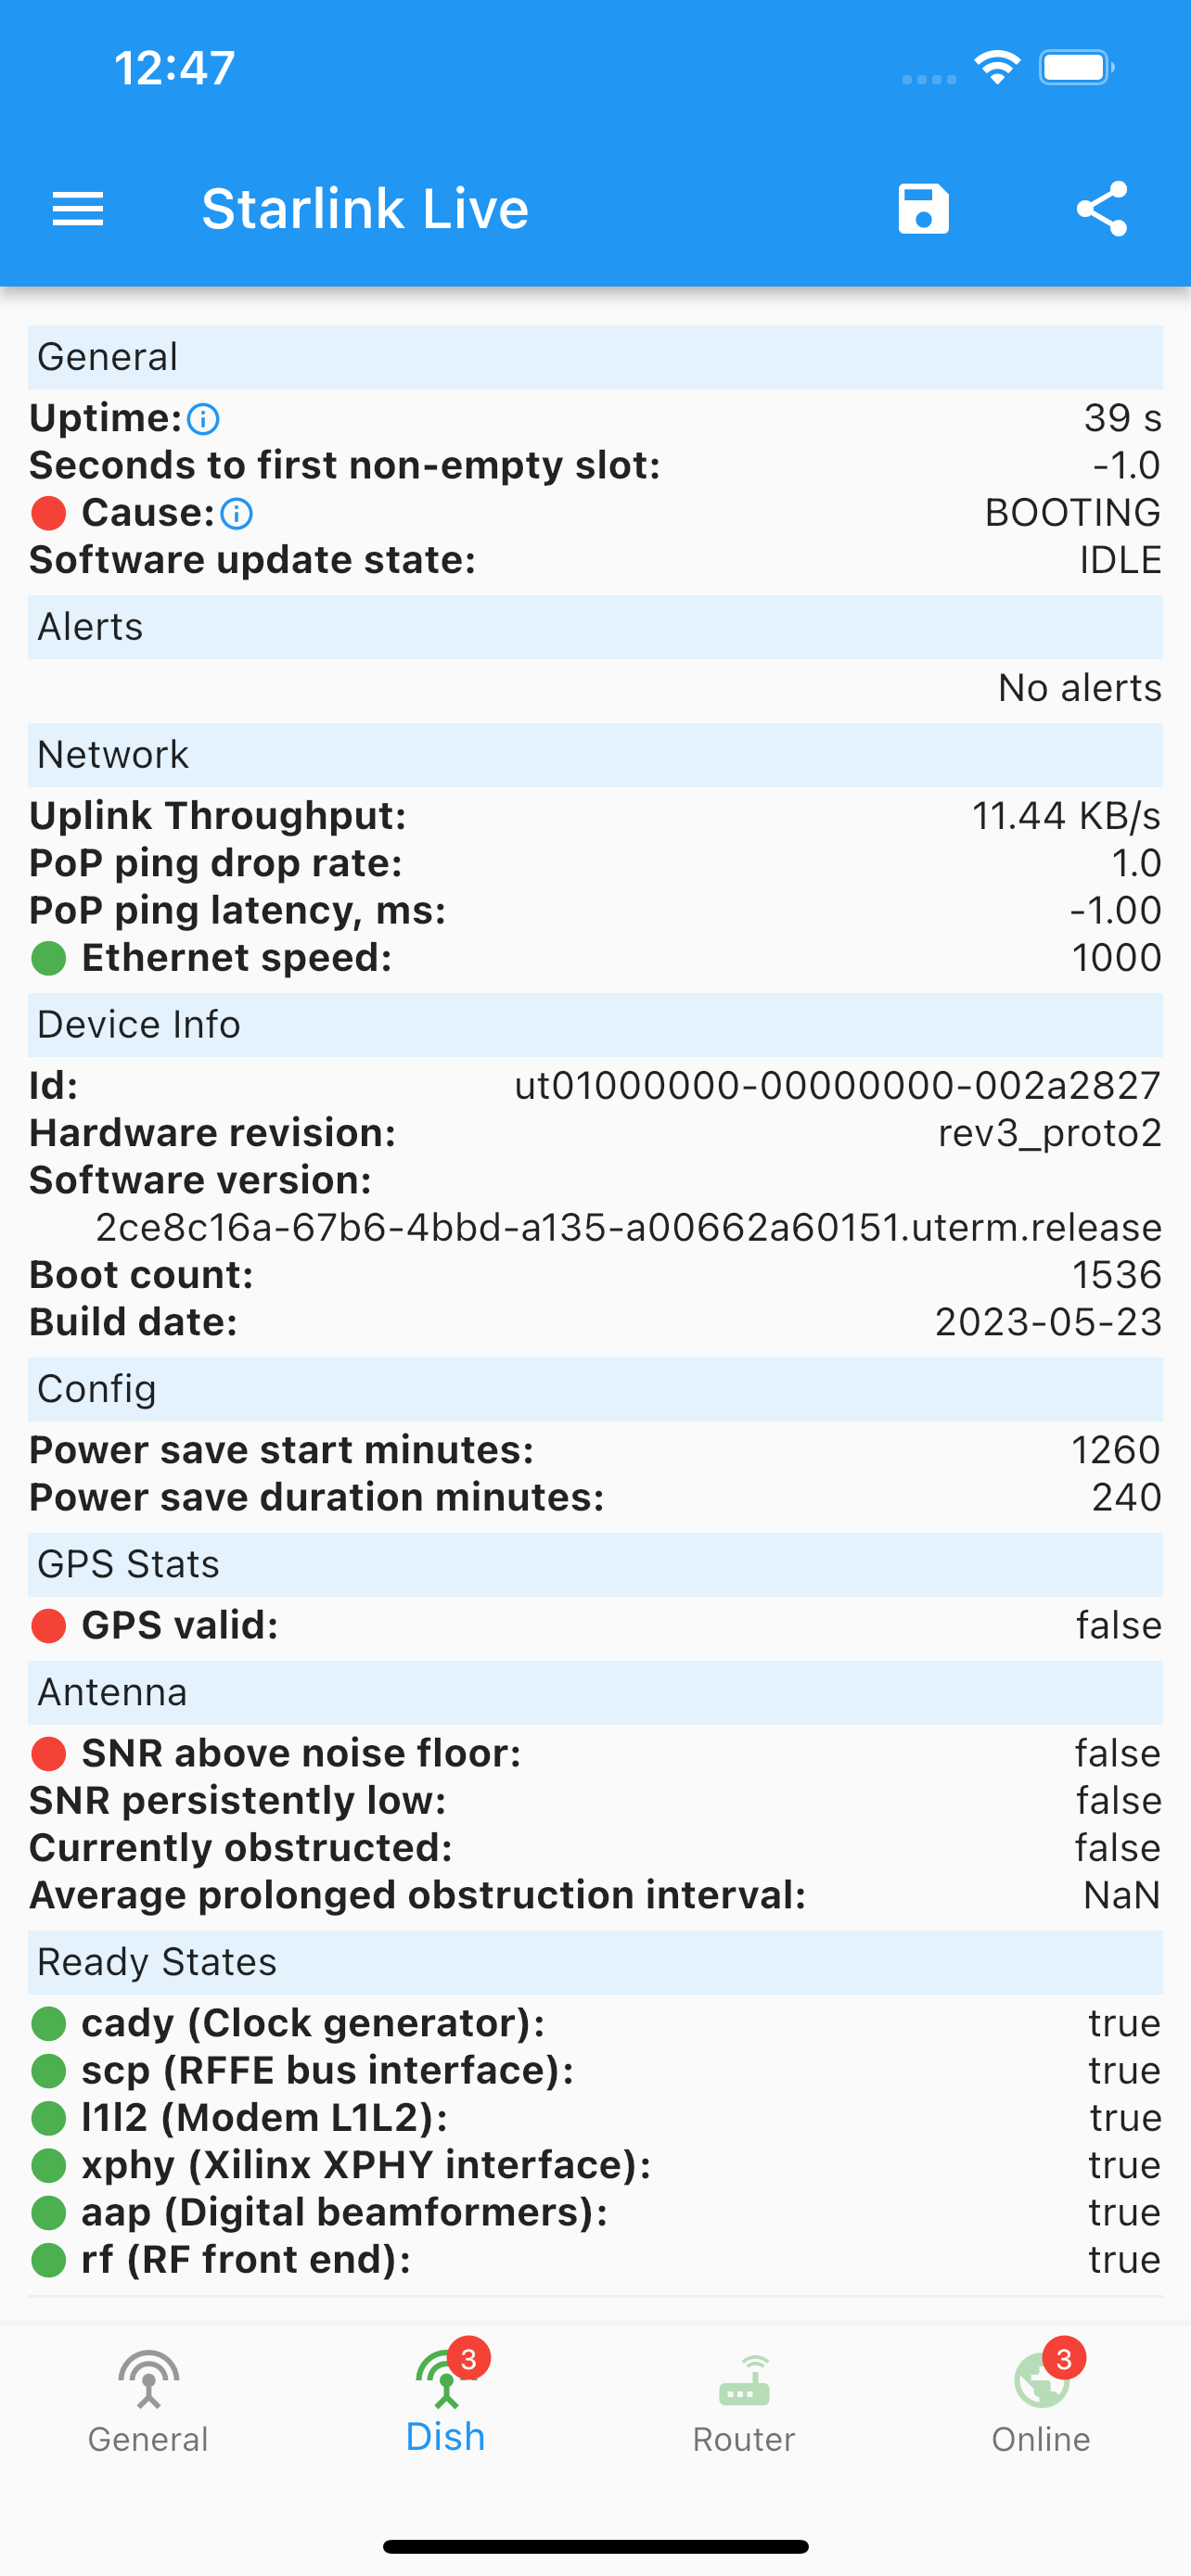 12:47
Starlink Live
General
Uptime: 39 s
Seconds to first non-empty slot: -1.0
Cause: BOOTING
Software update state: IDLE
Alerts
No alerts
Network
Uplink Throughput: 11.44 KB/s
PoP ping drop rate: 1.0
PoP ping latency, ms: -1.00
Ethernet speed: 1000
Device Info
Id: ut01000000-00000000-002a2827
Hardware revision: rev3_proto2
Software version:
2ce8c16a-67b6-4bbd-a135-a00662a60151.uterm.release
Boot count: 1536
Build date: 2023-05-23
Config
Power save start minutes: 1260
Power save duration minutes: 240
GPS Stats
GPS valid: false
Antenna
SNR above noise floor: false
SNR persistently low: false
Currently obstructed: false
Average prolonged obstruction interval: NaN
Ready States
cady (Clock generator): true
scp (RFFE bus interface): true
l1l2 (Modem L1L2): true
xphy (Xilinx XPHY interface): true
aap (Digital beamformers): true
rf (RF front end): true
3 3
General Dish Router Online